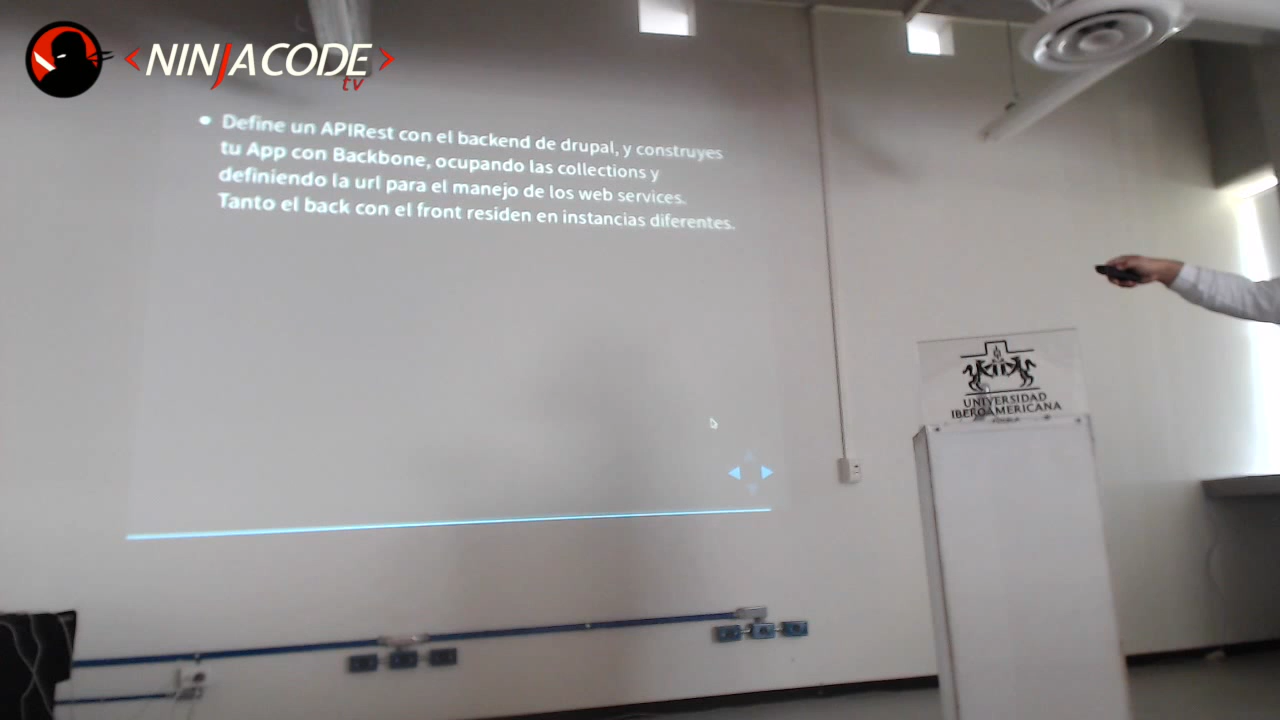 <NINJACODE>
tv
• Define un APIRest con el backend de drupal, y construyes
tu App con Backbone, ocupando las collections y
definiendo la url para el manejo de los web services.
Tanto el back con el front residen en instancias diferentes.
UNIVERSIDAD
IBEROAMERICANA